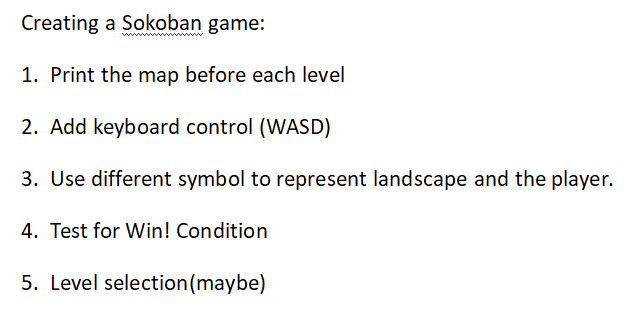 Creating a Sokoban game:
1. Print the map before each level
2. Add keyboard control (WASD)
3. Use different symbol to represent landscape and the player.
4. Test for Win! Condition
5. Level selection(maybe)